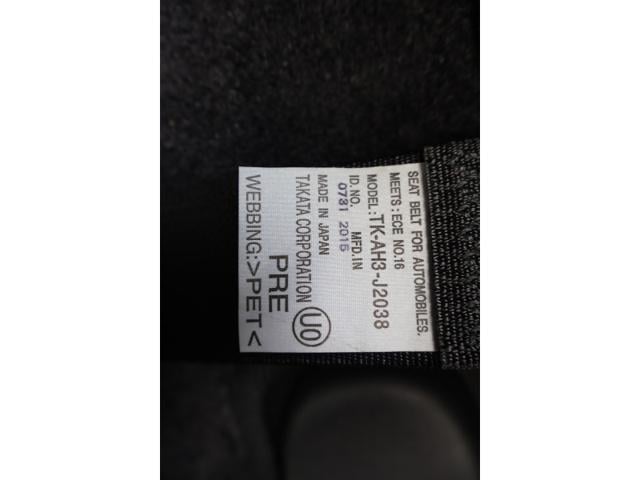 SEAT BELT FOR AUTOMOBILES.
MEETS : ECE NO.16
MODEL: TK-AH3-J2038
ID.NO. MFD.IN
0731 2015
MADE IN JAPAN
TAKATA CORPORATION
PRE UO
WEBBING:>PET<